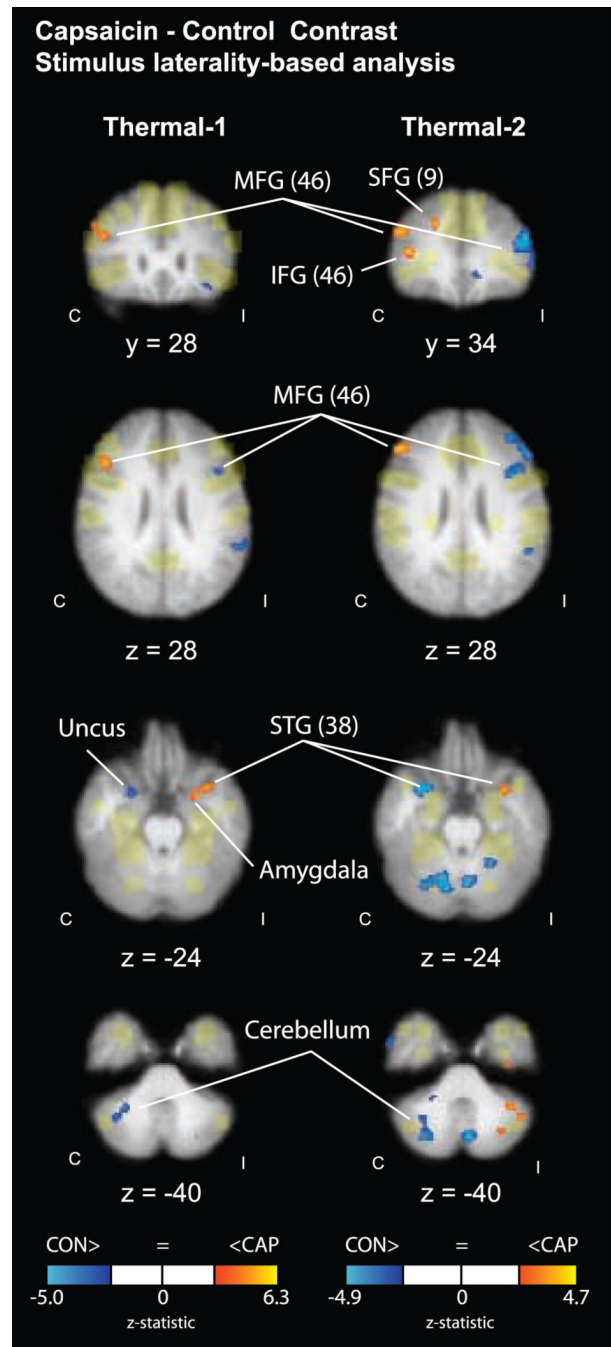 Capsaicin - Control Contrast
Stimulus laterality-based analysis
Thermal-1 Thermal-2
MFG (46) SFG (9)
IFG (46)
C I C I
y = 28 y = 34
MFG (46)
C I C I
z = 28 z = 28
Uncus STG (38)
Amygdala
C I C I
z = -24 z = -24
Cerebellum
C I C I
z = -40 z = -40
CON> = <CAP CON> = <CAP
-5.0 0 6.3 -4.9 0 4.7
z-statistic z-statistic